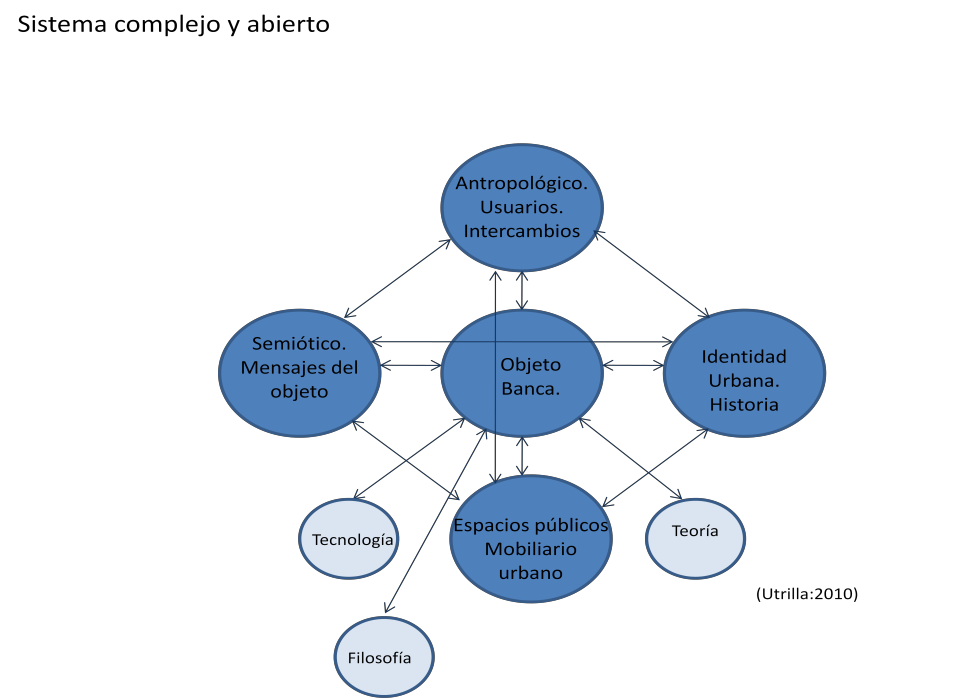 Sistema complejo y abierto
Antropológico.
Usuarios.
Intercambios
Semiótico.
Mensajes del
objeto
Objeto
Banca.
Identidad
Urbana.
Historia
Tecnología
Espacios públicos
Mobiliario
urbano
Teoría
(Utrilla:2010)
Filosofía